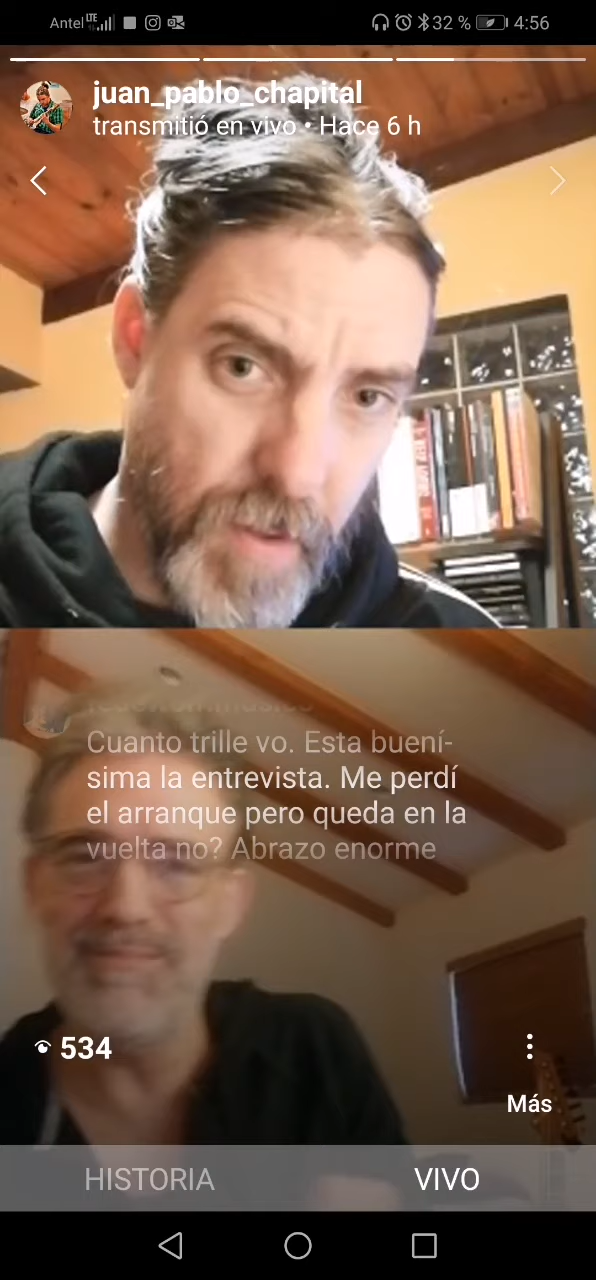 Antel LTE 32 % 4:56
juan_pablo_chapital
transmitió en vivo • Hace 6 h
Cuanto trille vo. Esta buení-
sima la entrevista. Me perdí
el arranque pero queda en la
vuelta no? Abrazo enorme
534
Más
HISTORIA VIVO